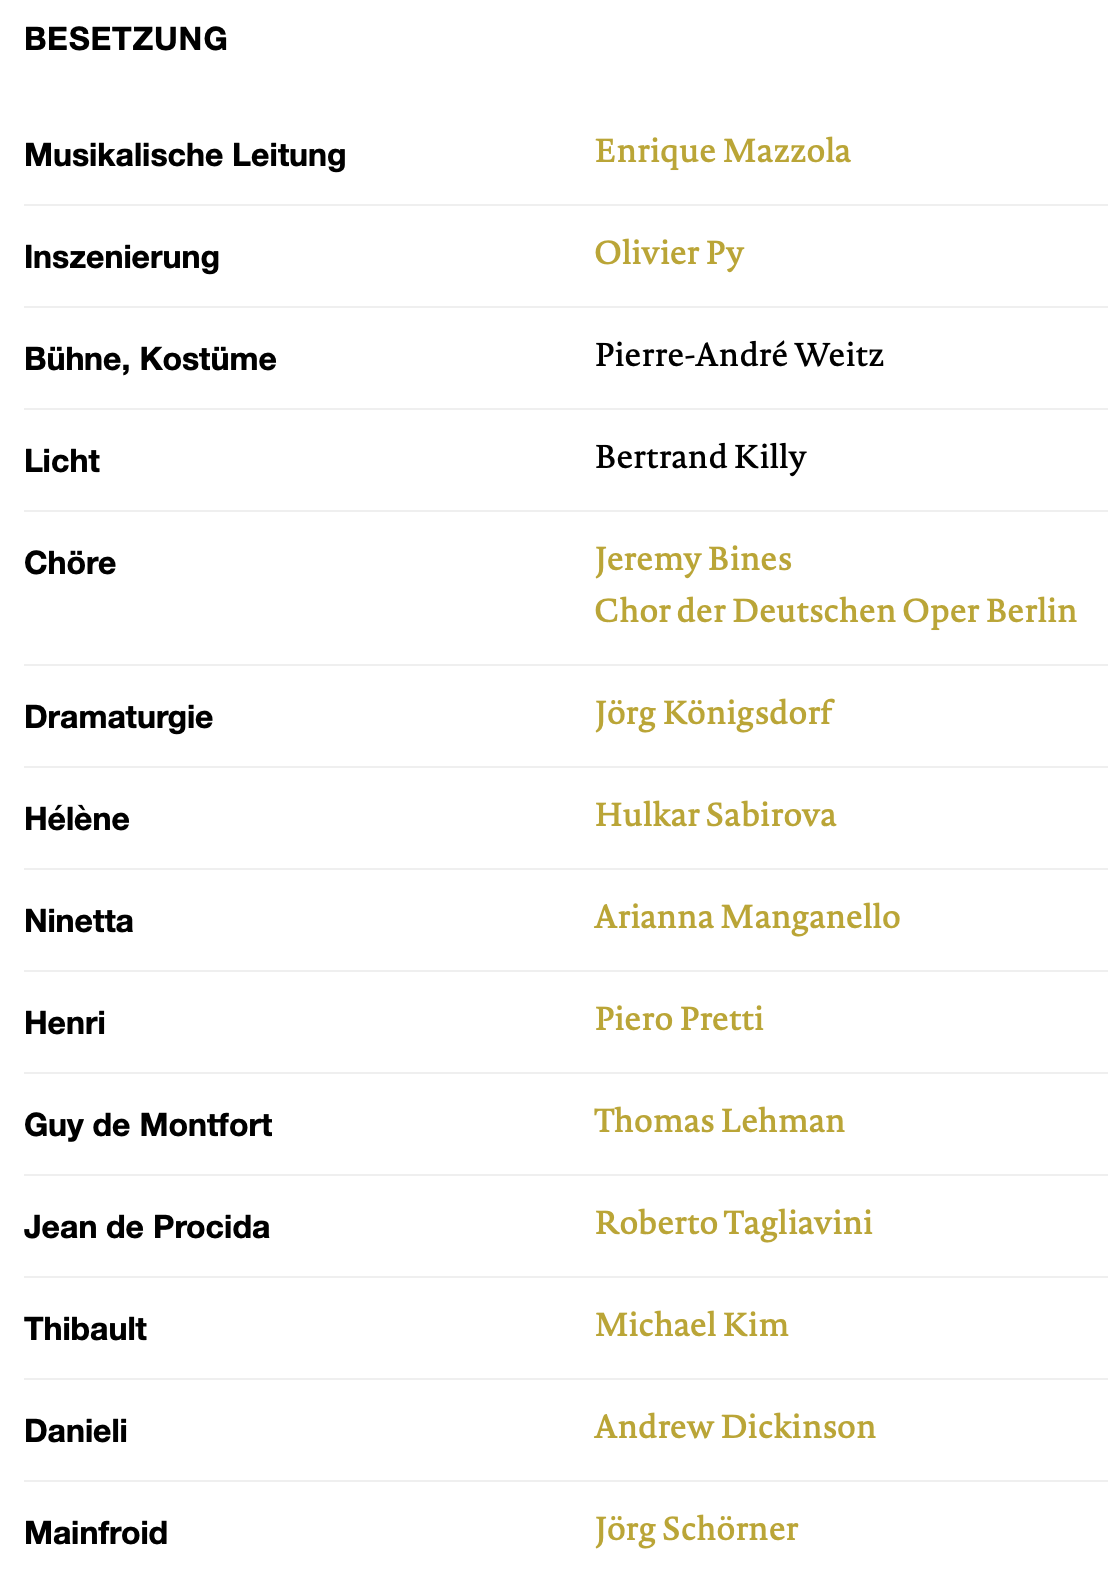 BESETZUNG
Musikalische Leitung Enrique Mazzola
Inszenierung Olivier Py
Bühne, Kostüme Pierre-André Weitz
Licht Bertrand Killy
Chöre Jeremy Bines
Chor der Deutschen Oper Berlin
Dramaturgie Jörg Königsdorf
Hélène Hulkar Sabirova
Ninetta Arianna Manganello
Henri Piero Pretti
Guy de Montfort Thomas Lehman
Jean de Procida Roberto Tagliavini
Thibault Michael Kim
Danieli Andrew Dickinson
Mainfroid Jörg Schörner